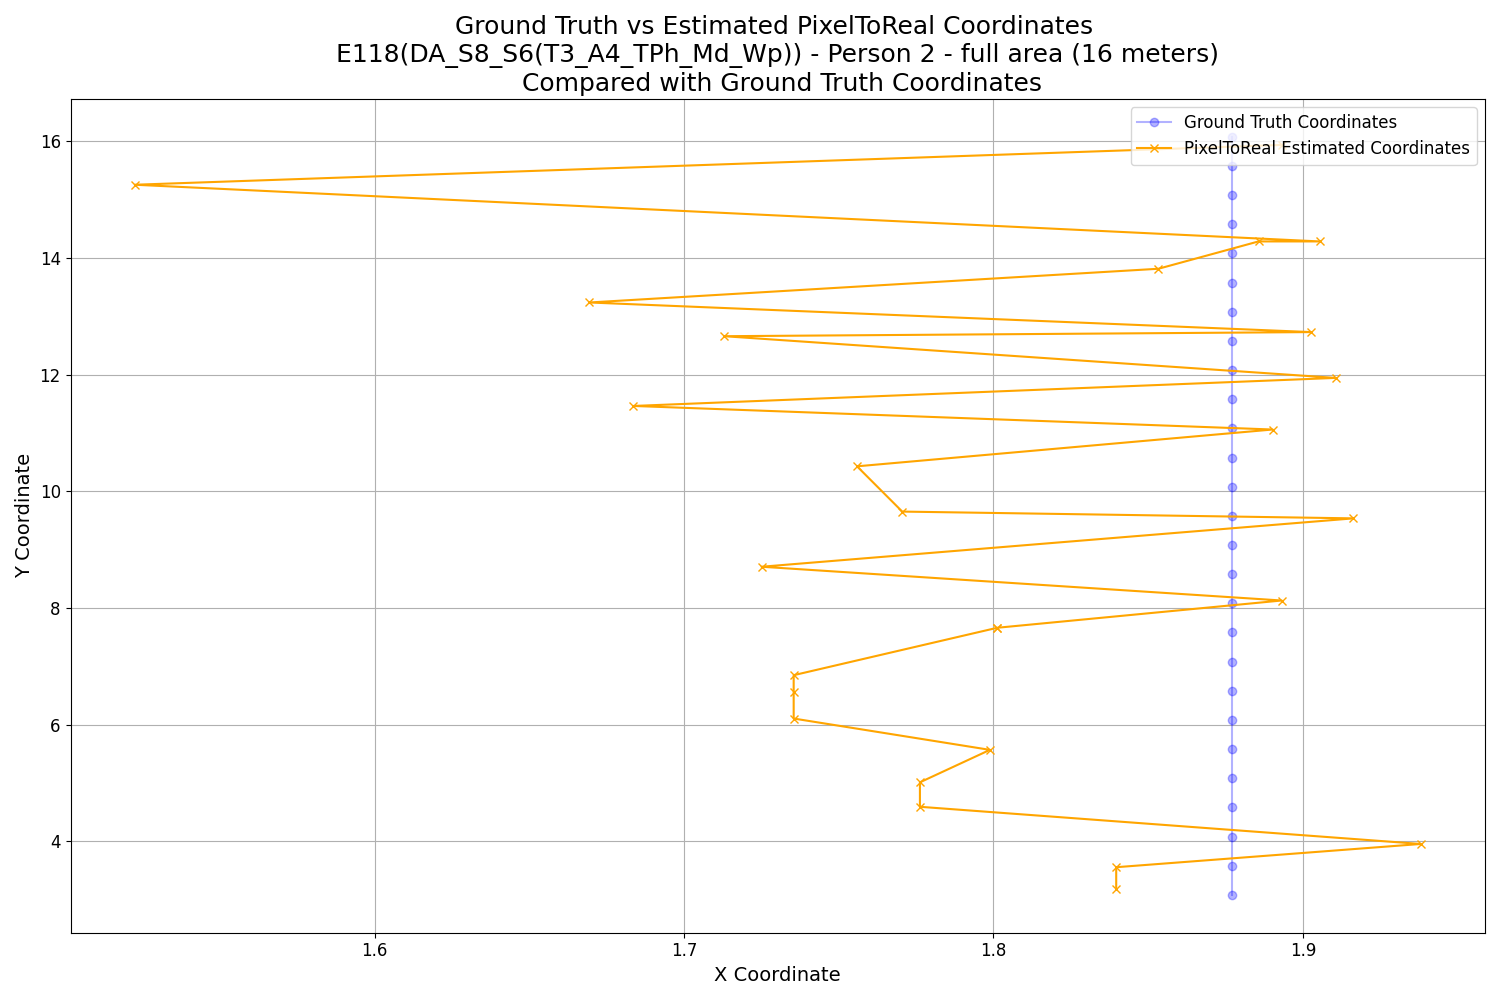 Ground Truth vs Estimated PixelToReal Coordinates
E118(DA_S8_S6(T3_A4_TPh_Md_Wp)) - Person 2 - full area (16 meters)
Compared with Ground Truth Coordinates
Ground Truth Coordinates
PixelToReal Estimated Coordinates
16
14
12
10
8
6
4
Y Coordinate
1.6
1.7
1.8
1.9
X Coordinate